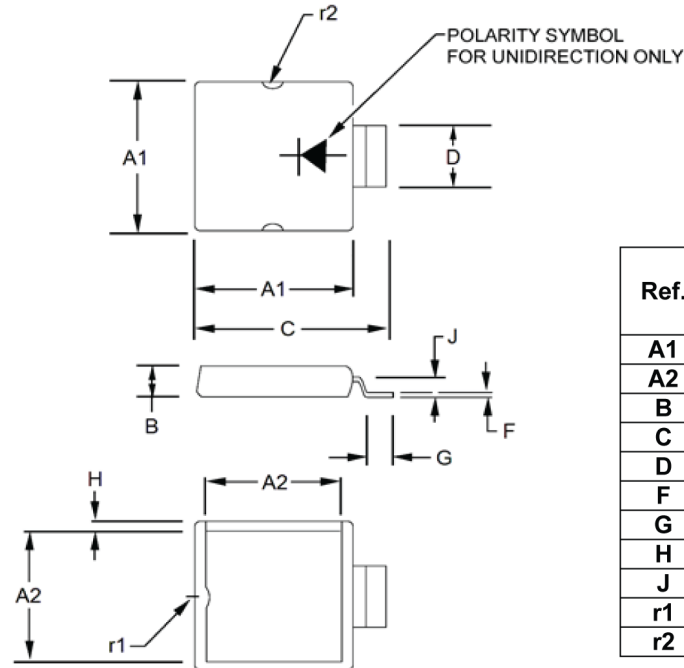 r2
POLARITY SYMBOL
FOR UNIDIRECTION ONLY
A1
D
A1
C
J
B
F
G
H
A2
A2
r1
Ref.
A1
A2
B
C
D
F
G
H
J
r1
r2